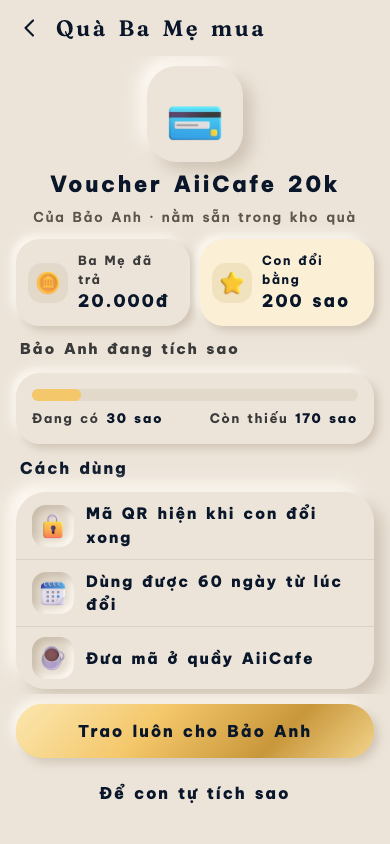 Quà Ba Mẹ mua
Voucher AiiCafe 20k
Của Bảo Anh · nằm sẵn trong kho quà
Ba Mẹ đã
trả
20.000đ
Con đổi
bằng
200 sao
Bảo Anh đang tích sao
Đang có 30 sao
Còn thiếu 170 sao
Cách dùng
Mã QR hiện khi con đổi
xong
Dùng được 60 ngày từ lúc
đổi
Đưa mã ở quầy AiiCafe
Trao luôn cho Bảo Anh
Để con tự tích sao